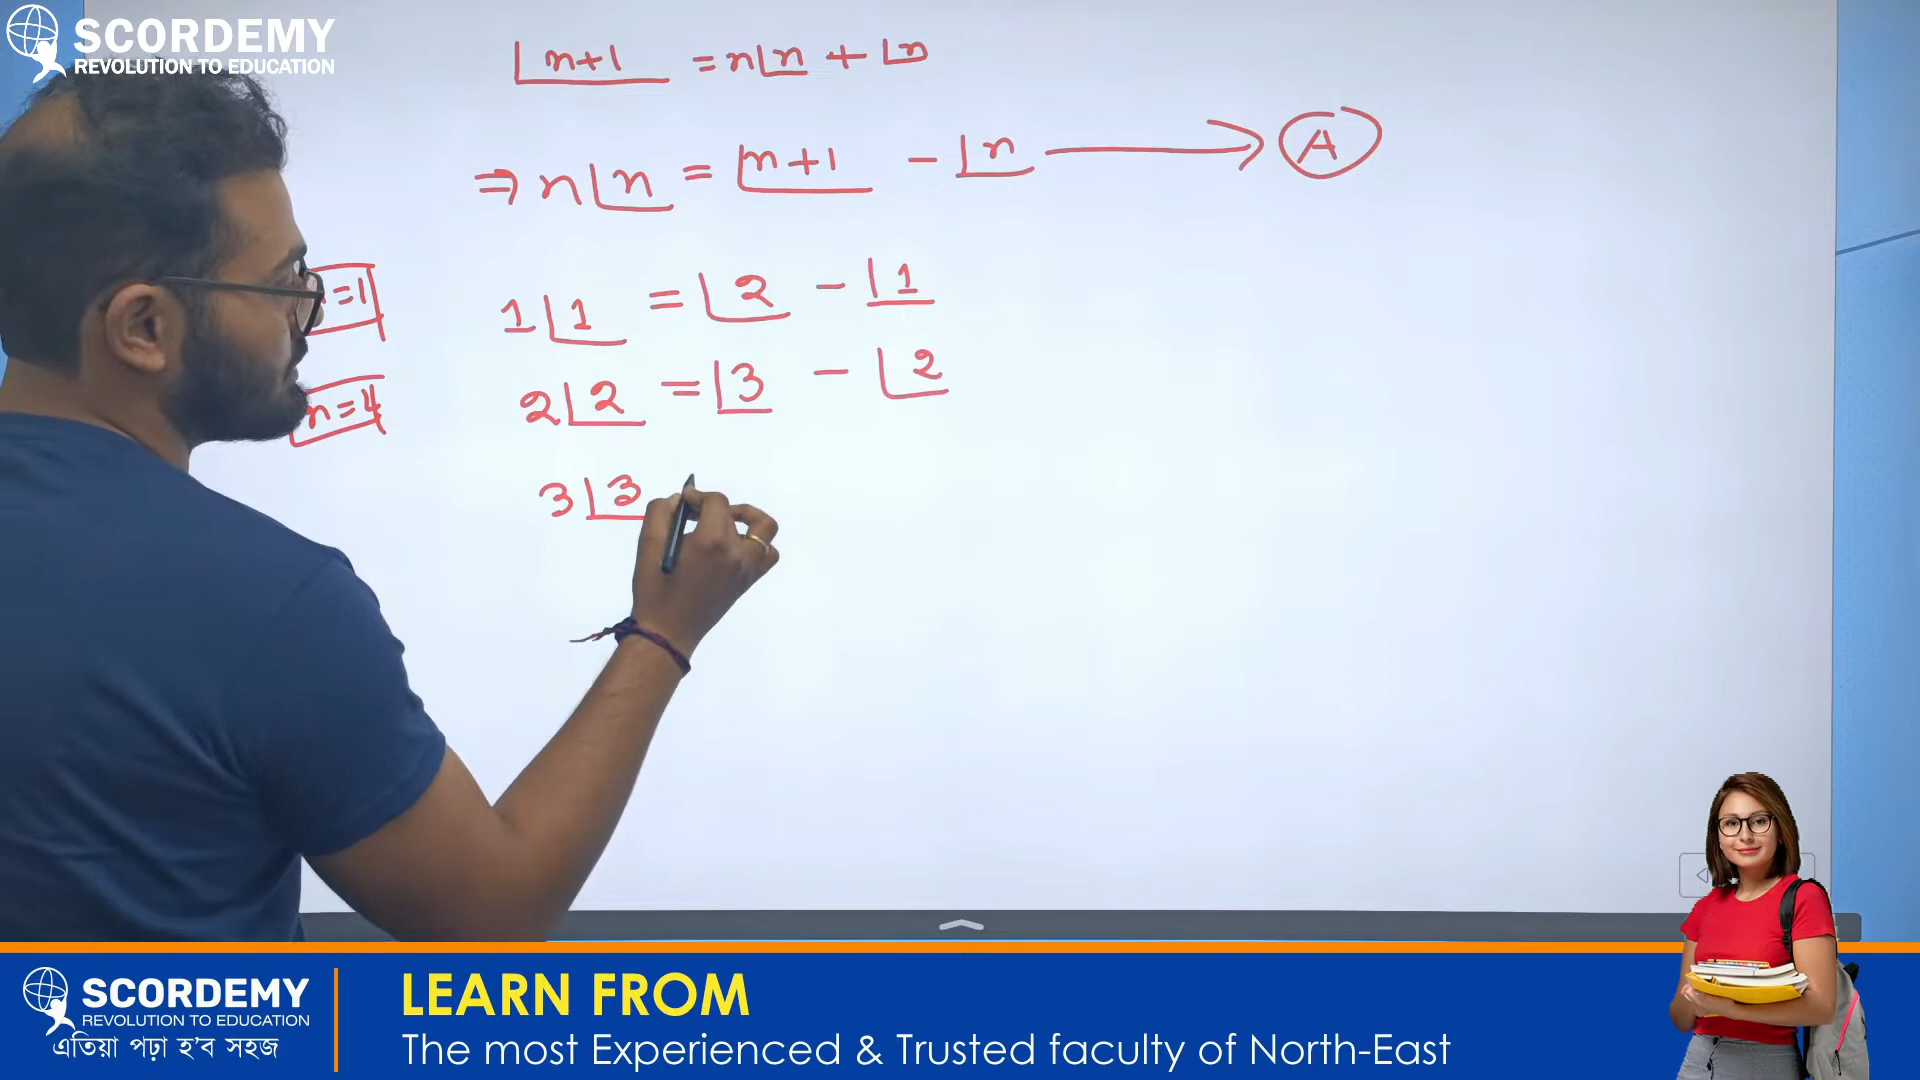 SCORDEMY
REVOLUTION TO EDUCATION
⌊n+1 = n⌊n + ⌊n
⇒ n⌊n = ⌊n+1 - ⌊n → A
=1
1⌊1 = ⌊2 - ⌊1
n=4
2⌊2 = ⌊3 - ⌊2
3⌊3
SCORDEMY
REVOLUTION TO EDUCATION
এতিয়া পঢ়া হ'ব সহজ
LEARN FROM
The most Experienced & Trusted faculty of North-East